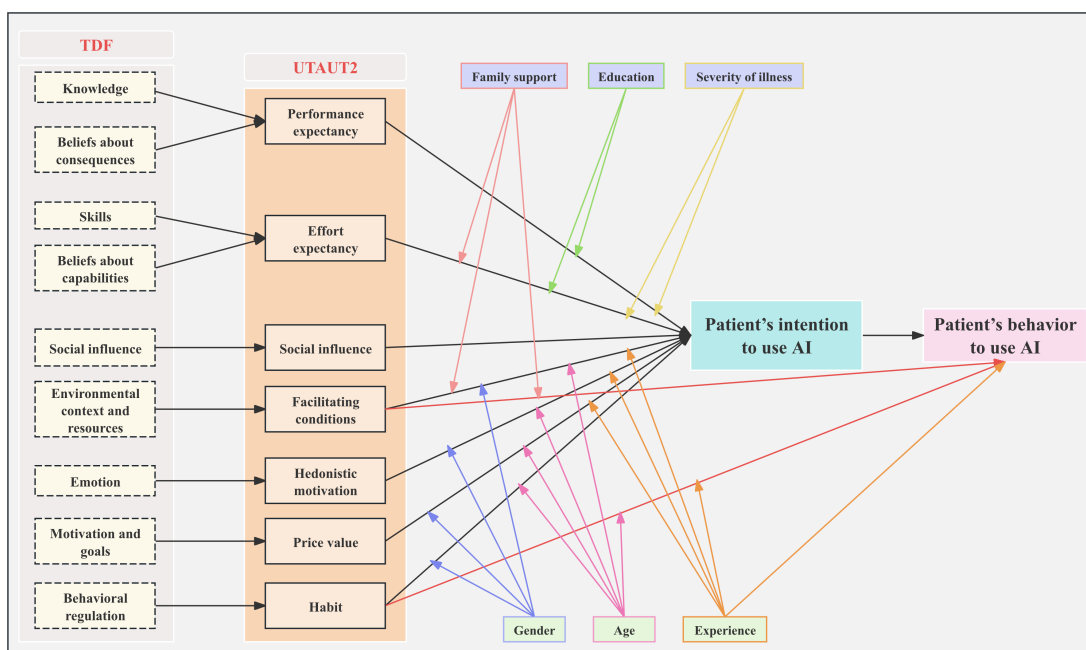 TDF
Knowledge
Beliefs about
consequences
Skills
Beliefs about
capabilities
Social influence
Environmental
context and
resources
Emotion
Motivation and
goals
Behavioral
regulation
UTAUT2
Performance
expectancy
Effort
expectancy
Social influence
Facilitating
conditions
Hedonistic
motivation
Price value
Habit
Family support
Education
Severity of illness
Patient’s intention
to use AI
Patient’s behavior
to use AI
Gender
Age
Experience